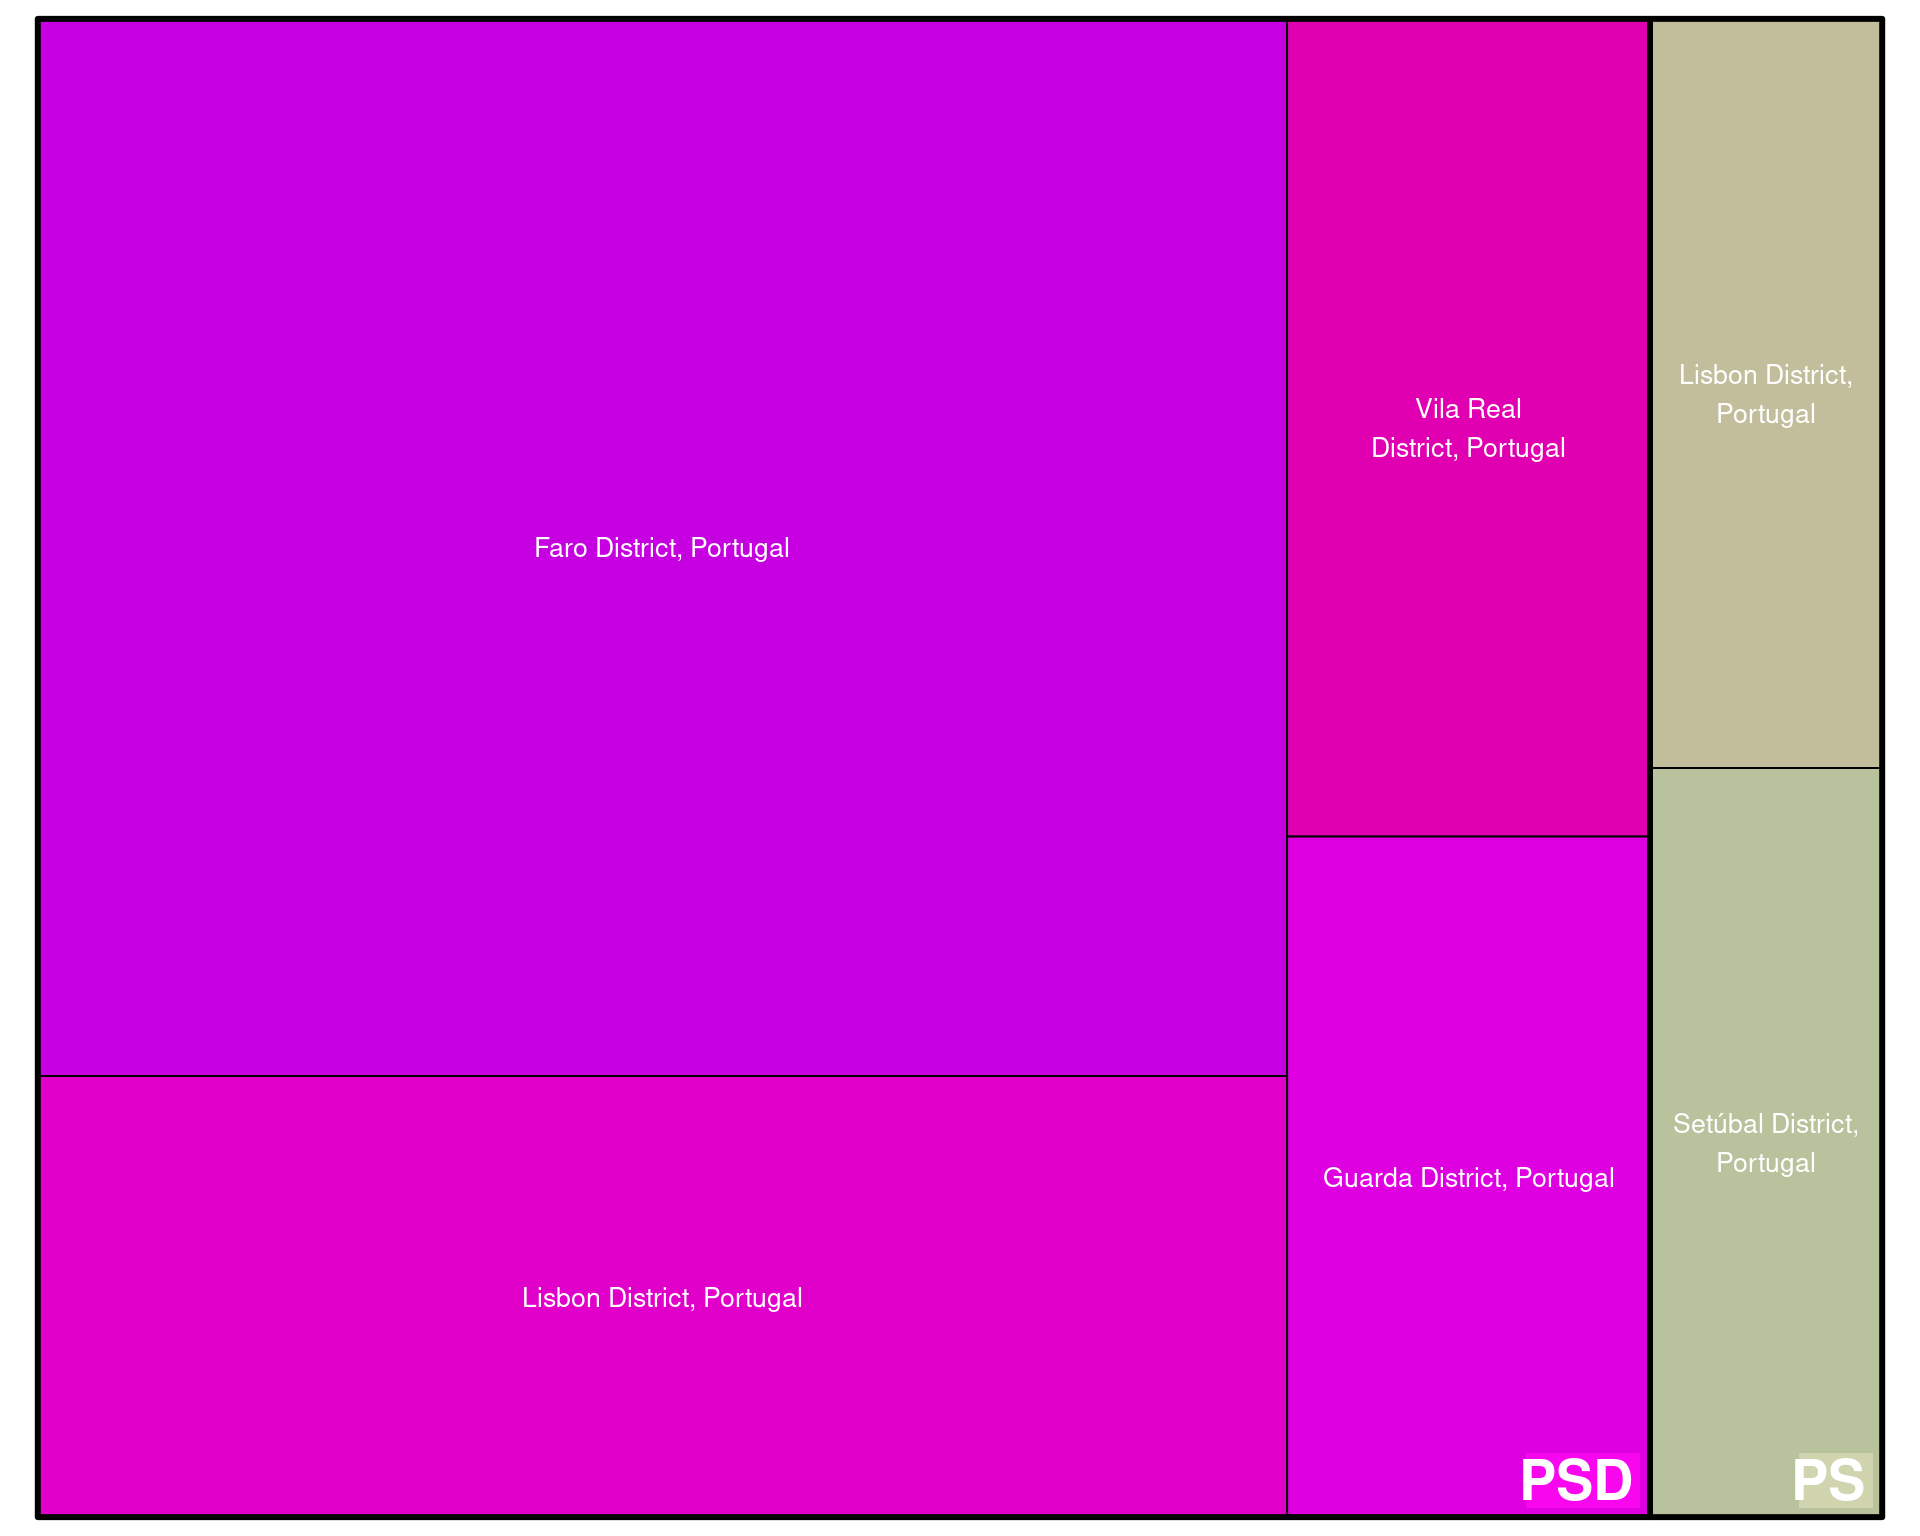 Faro District, Portugal
Lisbon District, Portugal
Vila Real
District, Portugal
Guarda District, Portugal
PSD
Lisbon District,
Portugal
Setúbal District,
Portugal
PS